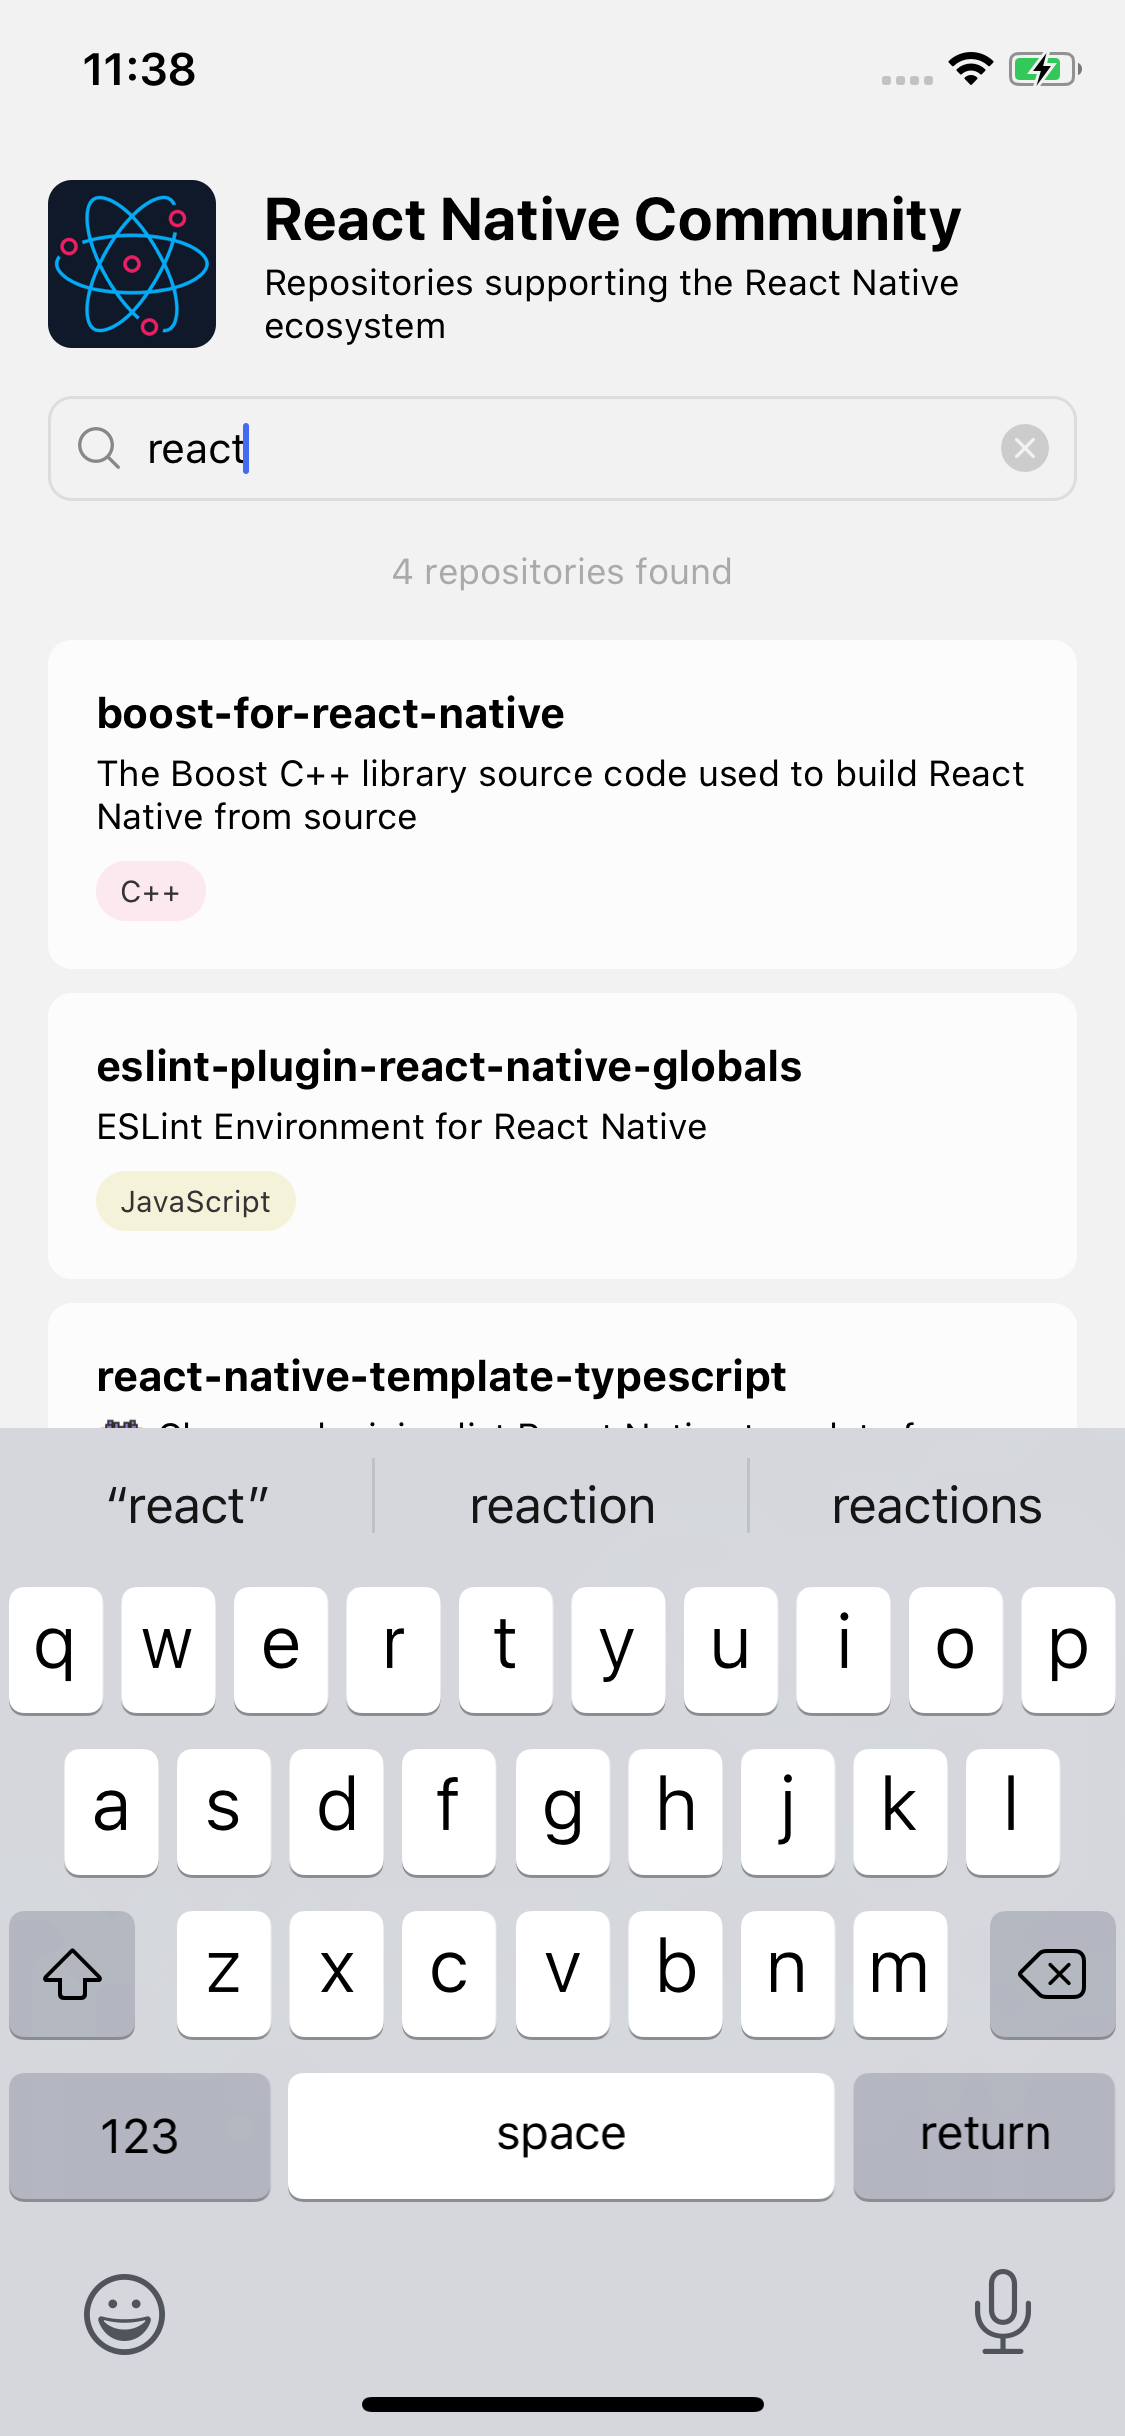 11:38
React Native Community
Repositories supporting the React Native
ecosystem
react
4 repositories found
boost-for-react-native
The Boost C++ library source code used to build React
Native from source
C++
eslint-plugin-react-native-globals
ESLint Environment for React Native
JavaScript
react-native-template-typescript
“react” reaction reactions
q w e r t y u i o p
a s d f g h j k l
z x c v b n m
123 space return